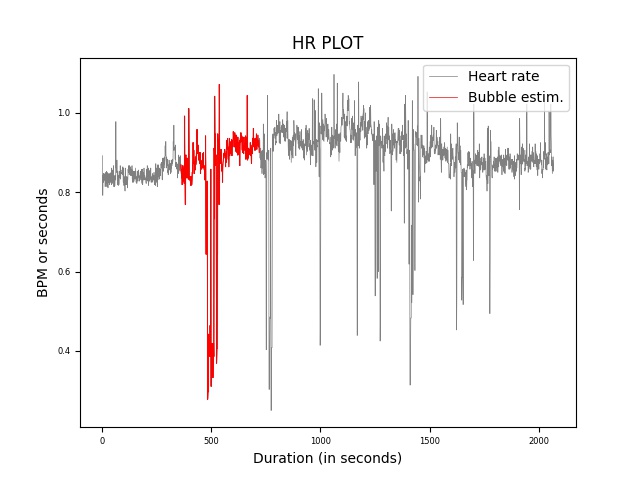 HR PLOT
Heart rate
Bubble estim.
1.0
0.8
0.6
0.4
BPM or seconds
0 500 1000 1500 2000
Duration (in seconds)